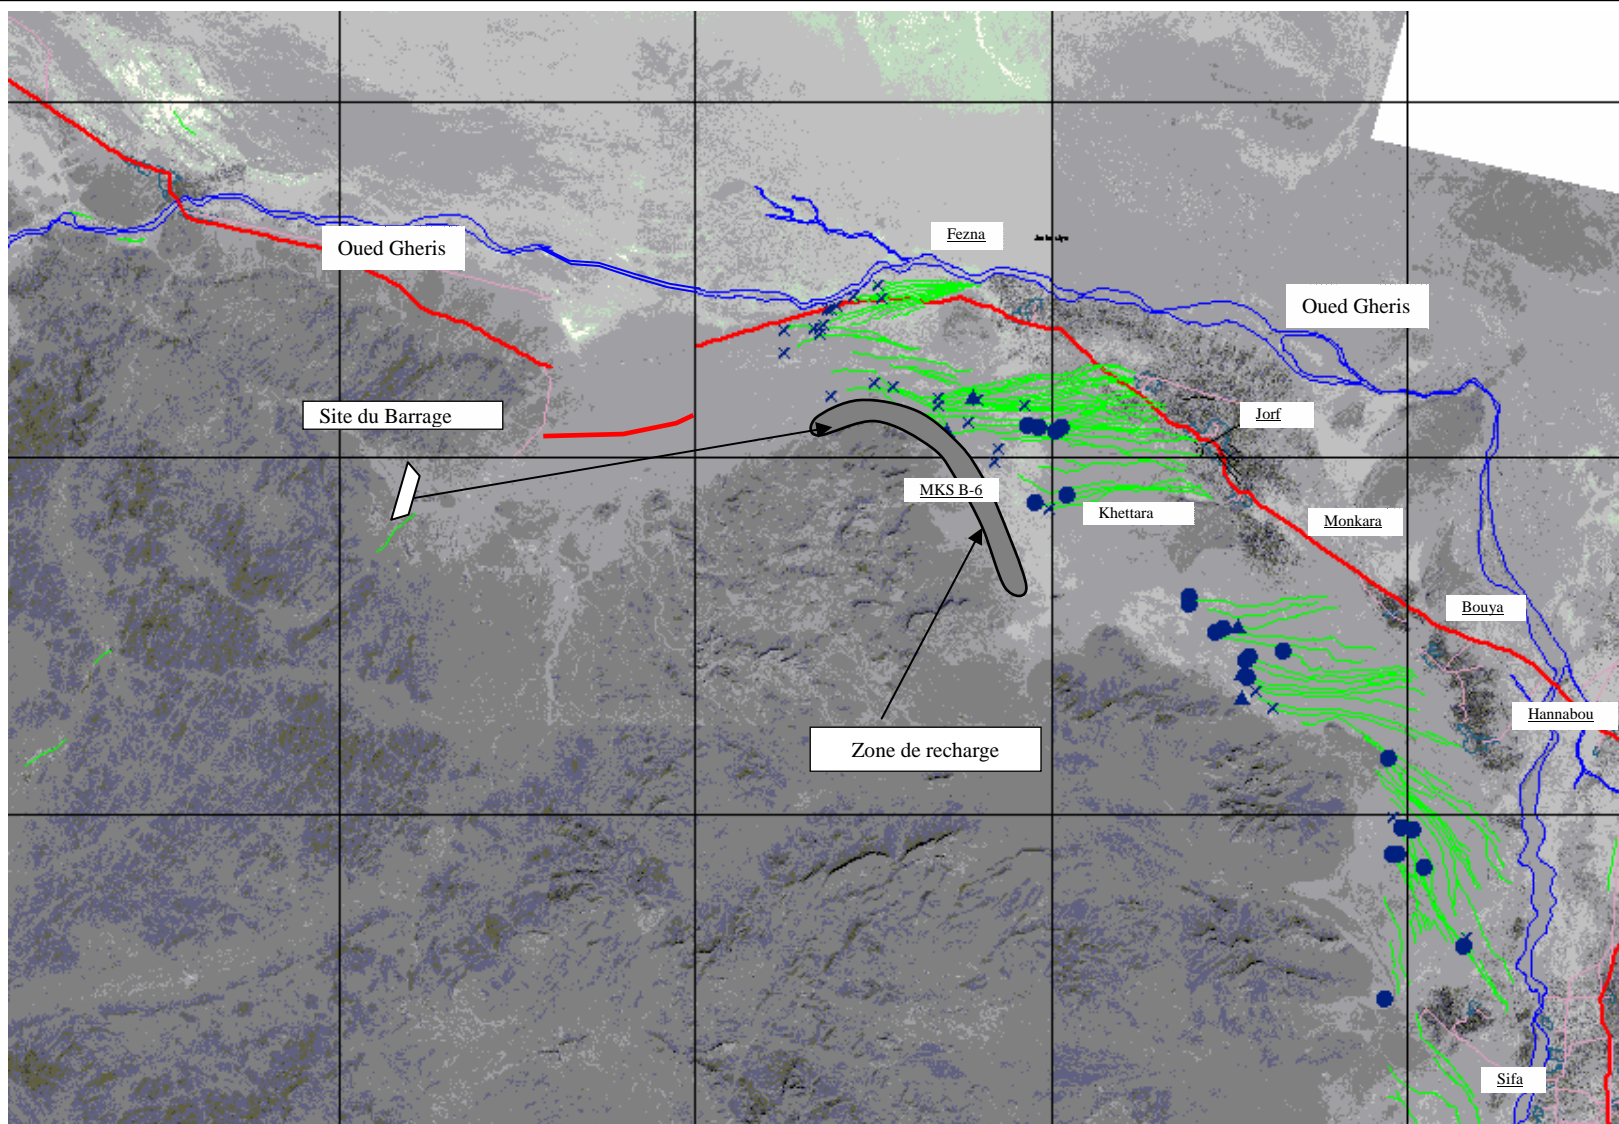 Fezna
Oued Gheris
Oued Gheris
Site du Barrage
Jorf
MKS B-6
Khettara
Monkara
Bouya
Hannabou
Zone de recharge
Sifa